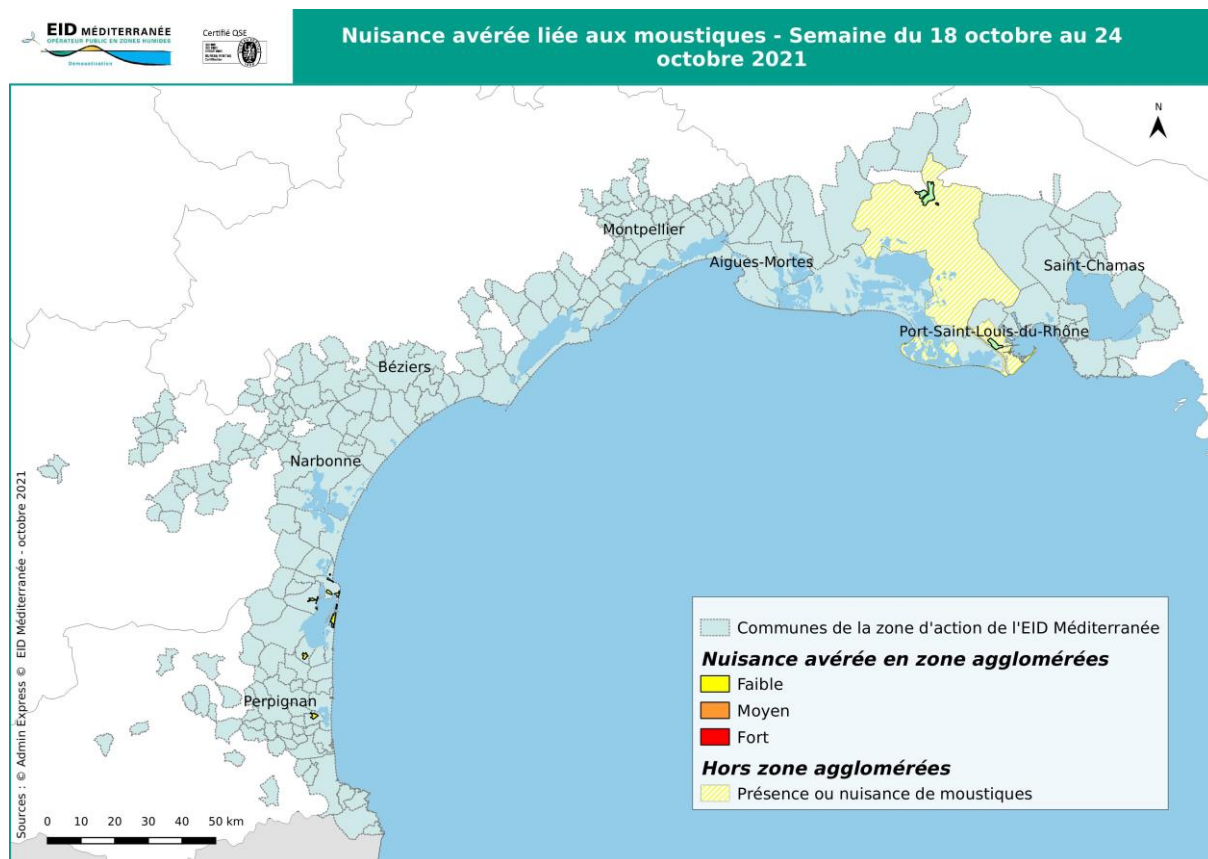 EID MÉDITERRANÉE
OPÉRATEUR PUBLIC EN ZONES HUMIDES
Démoustication
Certifié QSE
Nuisance avérée liée aux moustiques - Semaine du 18 octobre au 24
octobre 2021
N
Montpellier
Aigues-Mortes
Saint-Chamas
Port-Saint-Louis-du-Rhône
Béziers
Narbonne
Perpignan
Communes de la zone d'action de l'EID Méditerranée
Nuisance avérée en zone agglomérées
Faible
Moyen
Fort
Hors zone agglomérées
Présence ou nuisance de moustiques
0 10 20 30 40 50 km
Sources : © Admin Express © EID Méditerranée - octobre 2021